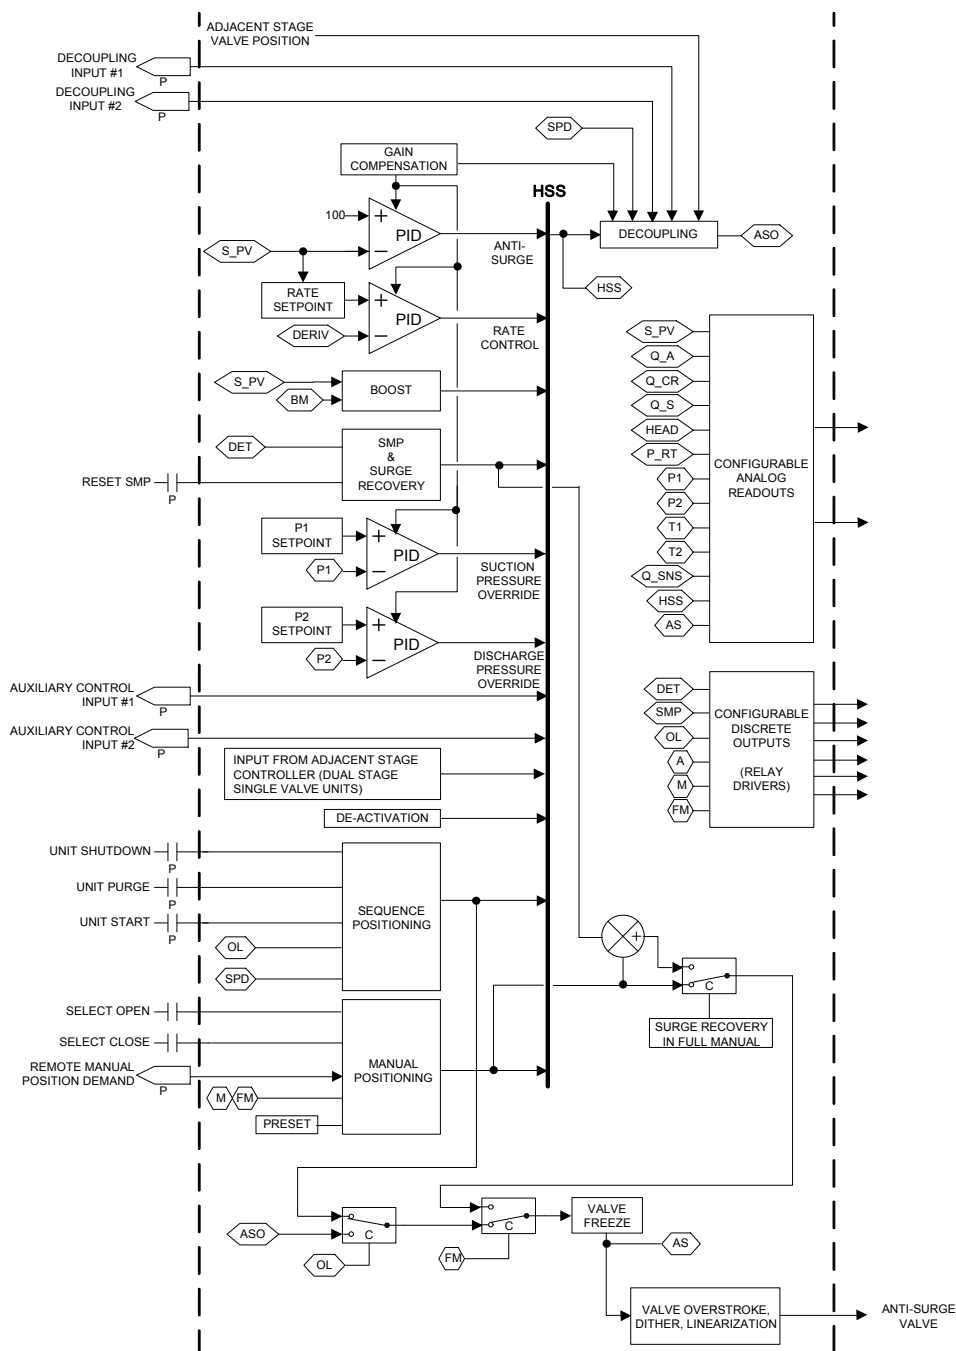 ADJACENT STAGE
VALVE POSITION
DECOUPLING
INPUT #1
P
DECOUPLING
INPUT #2
P
SPD
GAIN
COMPENSATION
HSS
100
+
PID
−
ANTI-
SURGE
DECOUPLING
ASO
S_PV
HSS
RATE
SETPOINT
+
PID
−
DERIV
RATE
CONTROL
S_PV
BM
BOOST
DET
SMP
&
SURGE
RECOVERY
RESET SMP
P
P1
SETPOINT
+
PID
−
P1
SUCTION
PRESSURE
OVERRIDE
P2
SETPOINT
+
PID
−
P2
DISCHARGE
PRESSURE
OVERRIDE
S_PV
Q_A
Q_CR
Q_S
HEAD
P_RT
P1
P2
T1
T2
Q_SNS
HSS
AS
CONFIGURABLE
ANALOG
READOUTS
AUXILIARY CONTROL
INPUT #1
P
AUXILIARY CONTROL
INPUT #2
P
INPUT FROM ADJACENT STAGE
CONTROLLER (DUAL STAGE
SINGLE VALVE UNITS)
DE-ACTIVATION
DET
SMP
OL
A
M
FM
CONFIGURABLE
DISCRETE
OUTPUTS
(RELAY
DRIVERS)
UNIT SHUTDOWN
P
UNIT PURGE
P
UNIT START
P
OL
SPD
SEQUENCE
POSITIONING
SELECT OPEN
SELECT CLOSE
REMOTE MANUAL
POSITION DEMAND
P
M
FM
PRESET
MANUAL
POSITIONING
+
C
SURGE RECOVERY
IN FULL MANUAL
ASO
C
OL
C
FM
VALVE
FREEZE
AS
VALVE OVERSTROKE,
DITHER, LINEARIZATION
ANTI-SURGE
VALVE